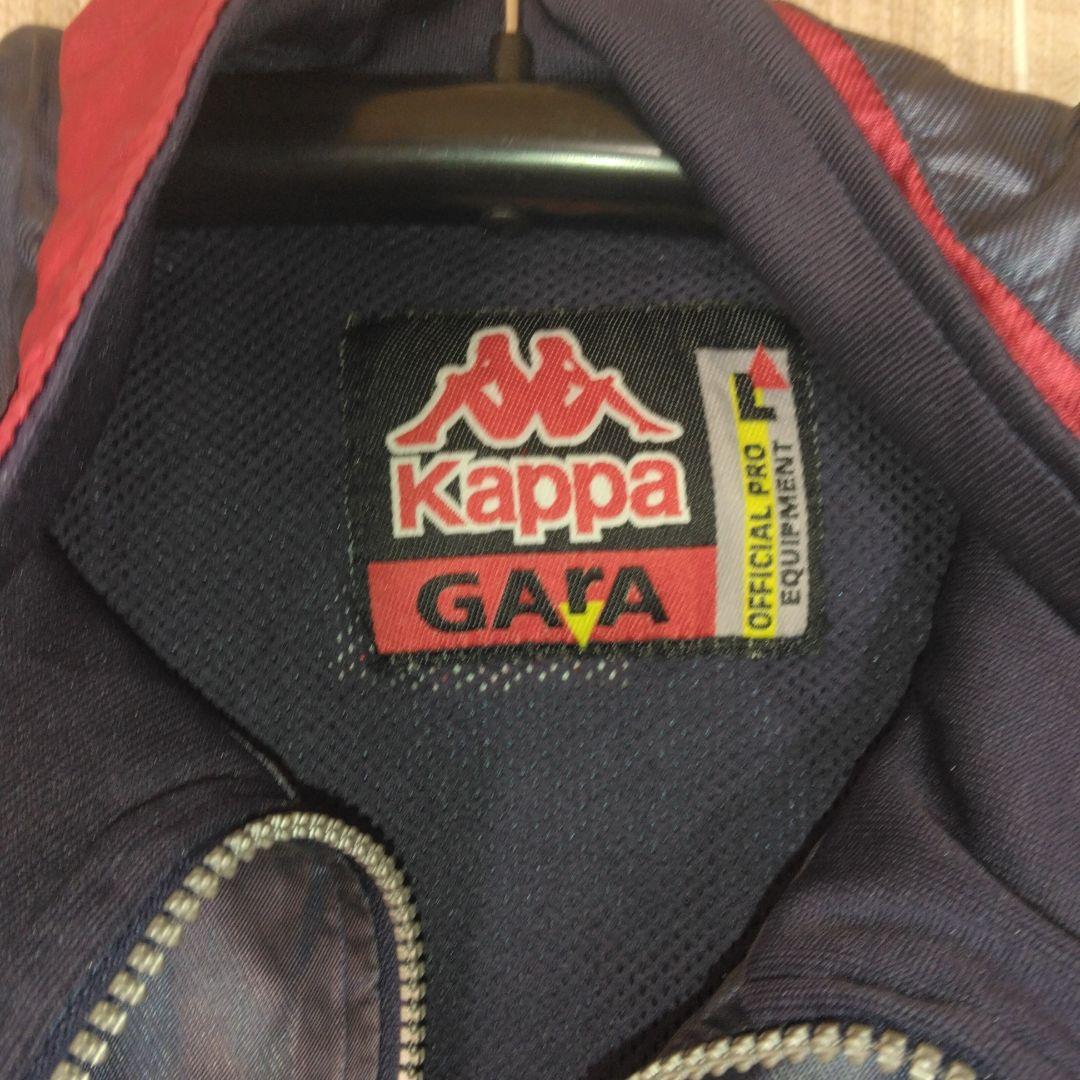 Kappa
GArA
OFFICIAL PRO
EQUIPMENT